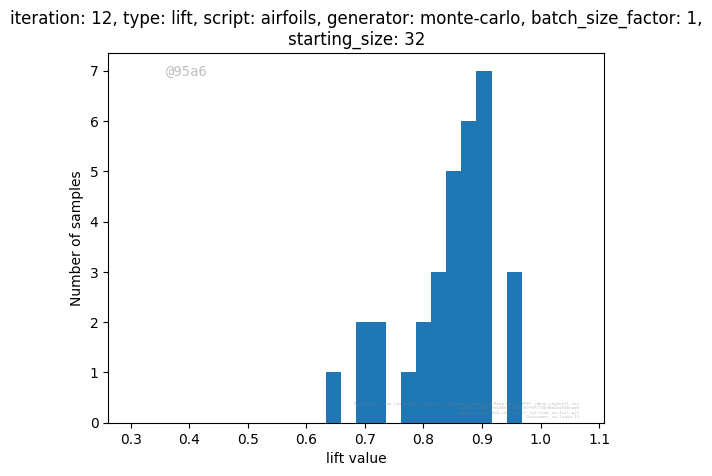 iteration: 12, type: lift, script: airfoils, generator: monte-carlo, batch_size_factor: 1,
starting_size: 32
@95a6
7
6
5
4
3
2
1
0
Number of samples
0.3 0.4 0.5 0.6 0.7 0.8 0.9 1.0 1.1
lift value